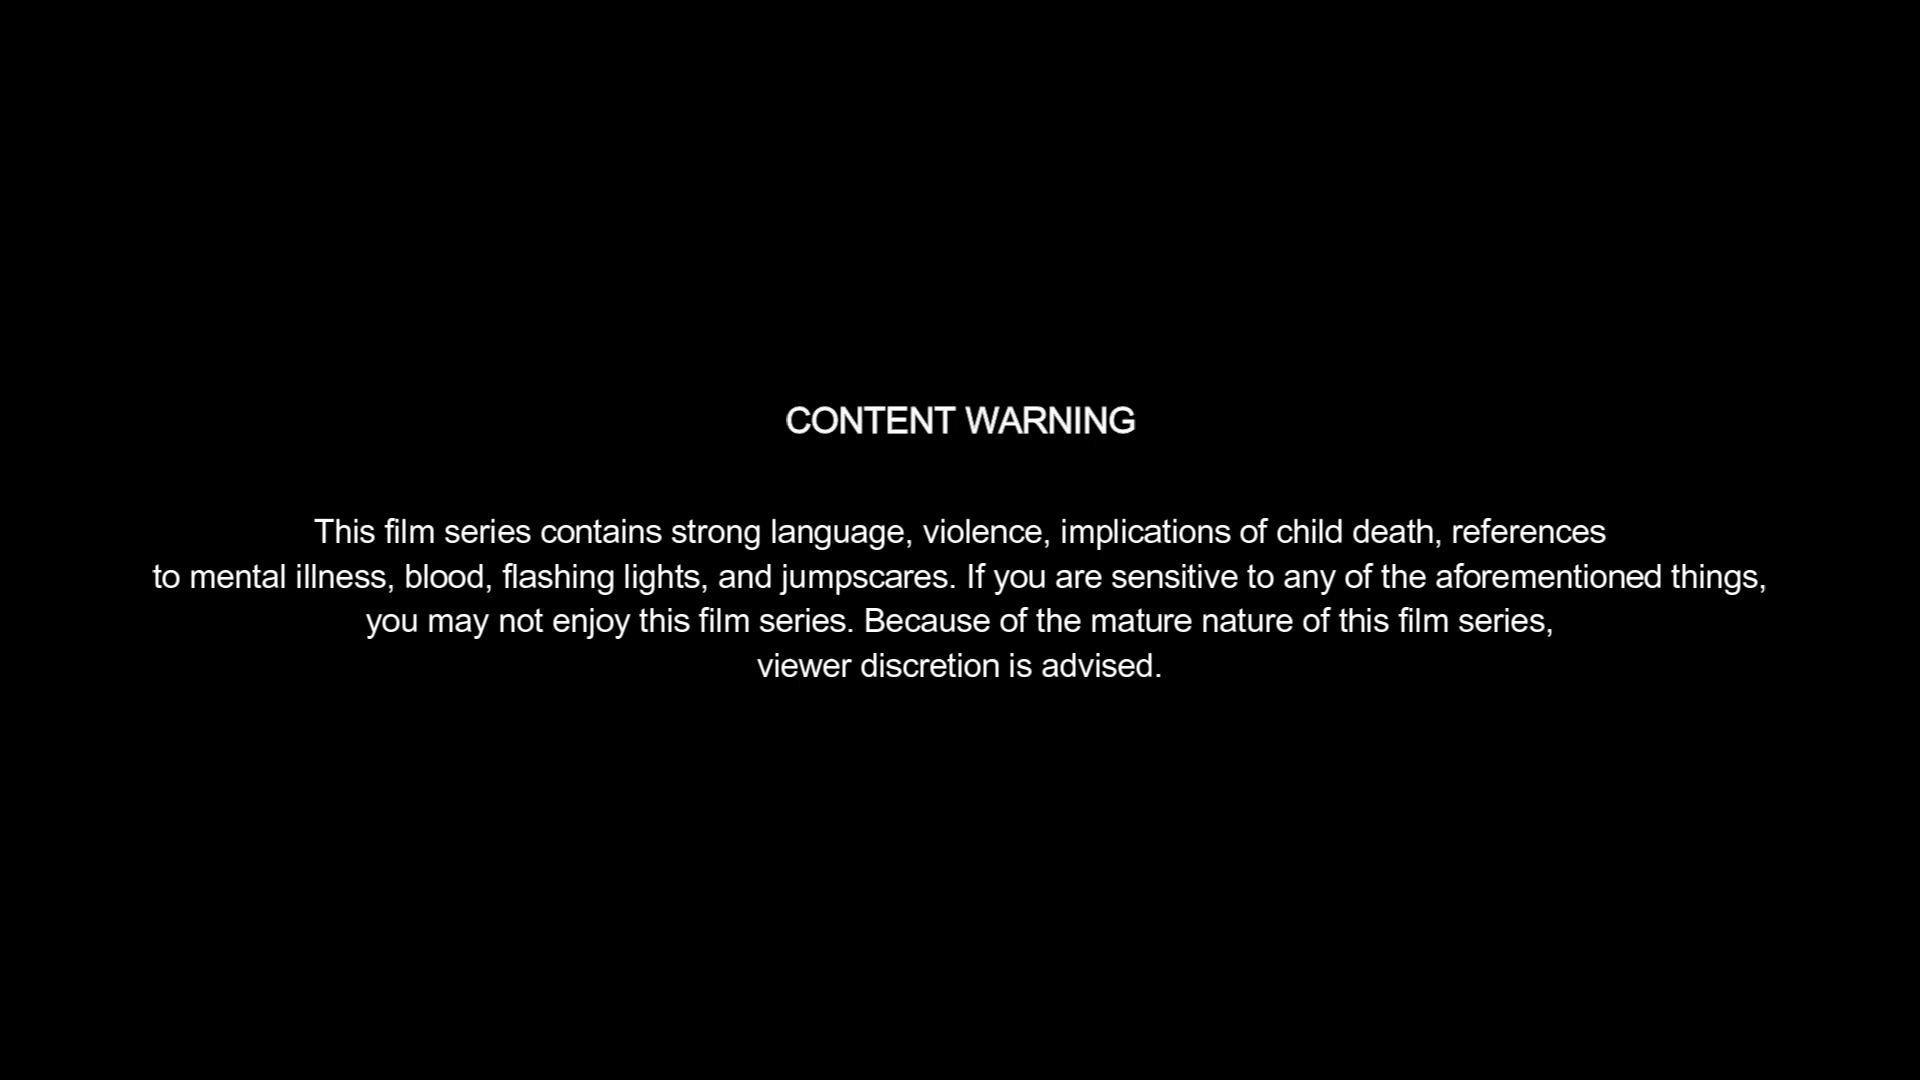 CONTENT WARNING
This film series contains strong language, violence, implications of child death, references
to mental illness, blood, flashing lights, and jumpscares. If you are sensitive to any of the aforementioned things,
you may not enjoy this film series. Because of the mature nature of this film series,
viewer discretion is advised.